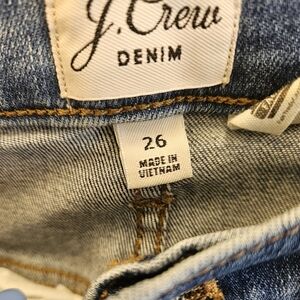 J. Crew
DENIM
26
MADE IN
VIETNAM